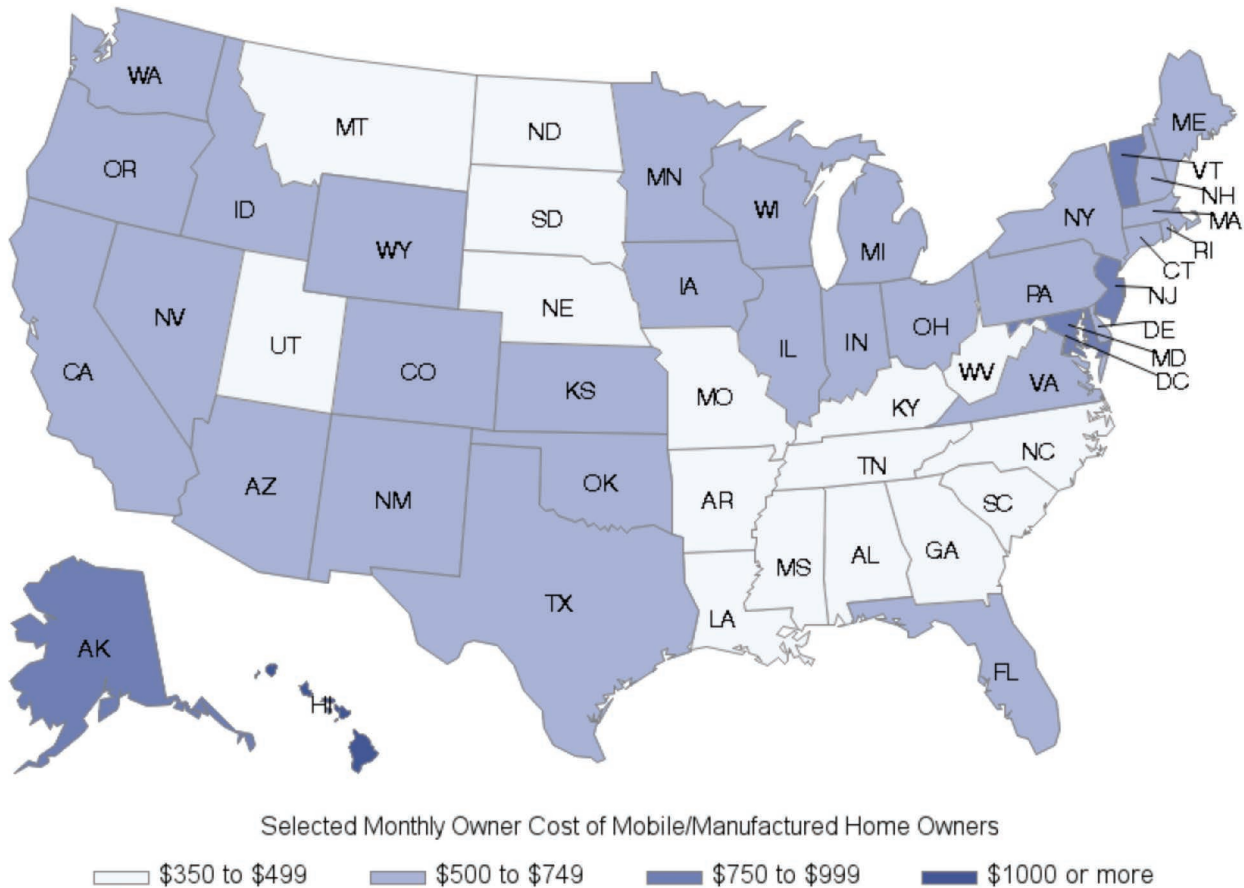 WA
MT
ND
ME
OR
MN
VT
ID
SD
WI
NH
NY
MA
WY
MI
RI
CT
IA
PA
NJ
NE
NV
OH
DE
UT
IL
IN
MD
CA
CO
WV
DC
KS
VA
MO
KY
NC
TN
AZ
OK
NM
AR
SC
GA
MS
AL
TX
LA
AK
FL
HI
Selected Monthly Owner Cost of Mobile/Manufactured Home Owners
$350 to $499 $500 to $749 $750 to $999 $1000 or more